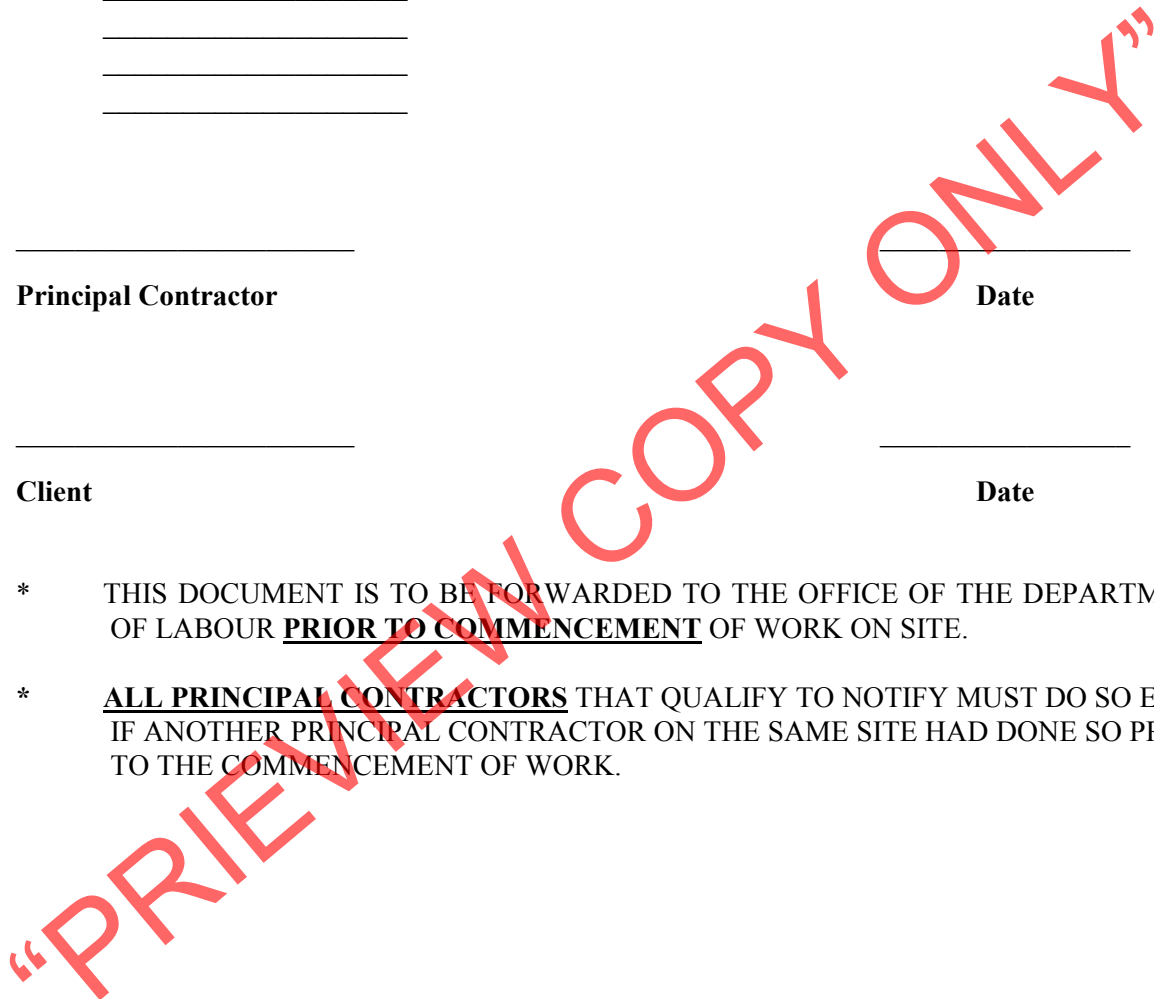 Principal Contractor Date
Client Date
* THIS DOCUMENT IS TO BE FORWARDED TO THE OFFICE OF THE
OF LABOUR PRIOR TO COMMENCEMENT OF WORK ON SITE.
* ALL PRINCIPAL CONTRACTORS THAT QUALIFY TO NOTIFY MUST DO SO
IF ANOTHER PRINCIPAL CONTRACTOR ON THE SAME SITE HAD DONE SO
TO THE COMMENCEMENT OF WORK.
“PRIEVIEW COPY ONLY”